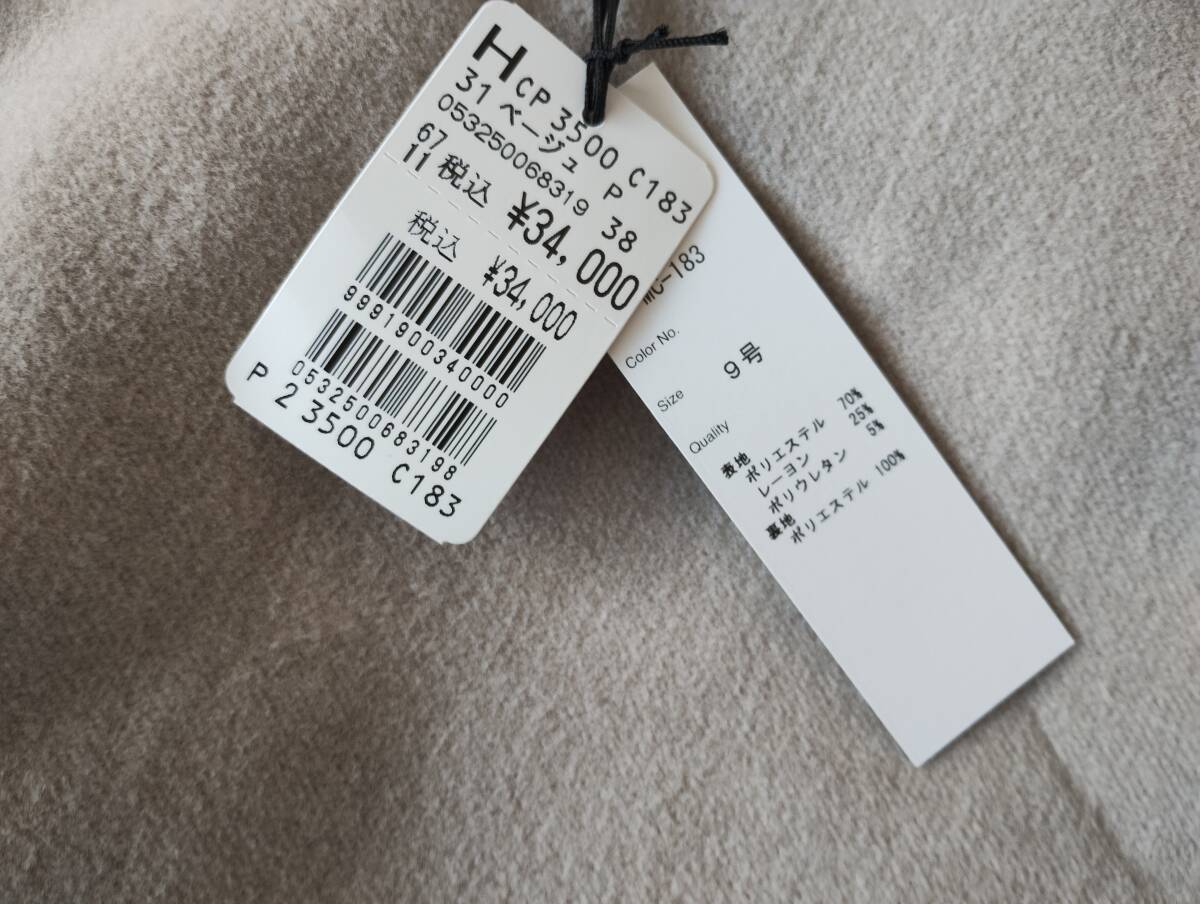 H CP 3500 C183
31 ベージュ P 38
053250068319
67
11 税込 ¥34,000
税込 ¥34,000
9991900340000
0532500683198
P 2 3500 C183
MC-183
Color No.
Size 9号
Quality
表地
ポリエステル 70%
レーヨン 25%
ポリウレタン 5%
裏地
ポリエステル 100%